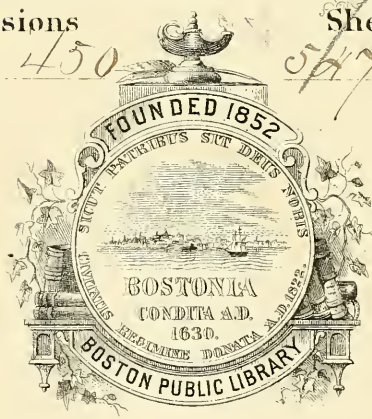 sions
She
450
567
FOUNDED 1852
SICUT PATRIBUS SIT DEUS NOBIS
BOSTONIA
CONDITA A.D.
1630.
CIVITATIS REGIMINE DONATA A.D. 1822.
BOSTON PUBLIC LIBRARY